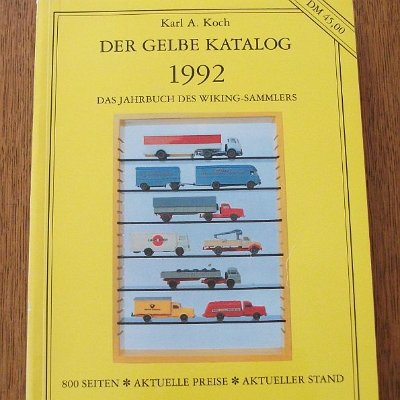 Karl A. Koch
DM 45,00
DER GELBE KATALOG
1992
DAS JAHRBUCH DES WIKING-SAMMLERS
800 SEITEN ✻ AKTUELLE PREISE ✻ AKTUELLER STAND